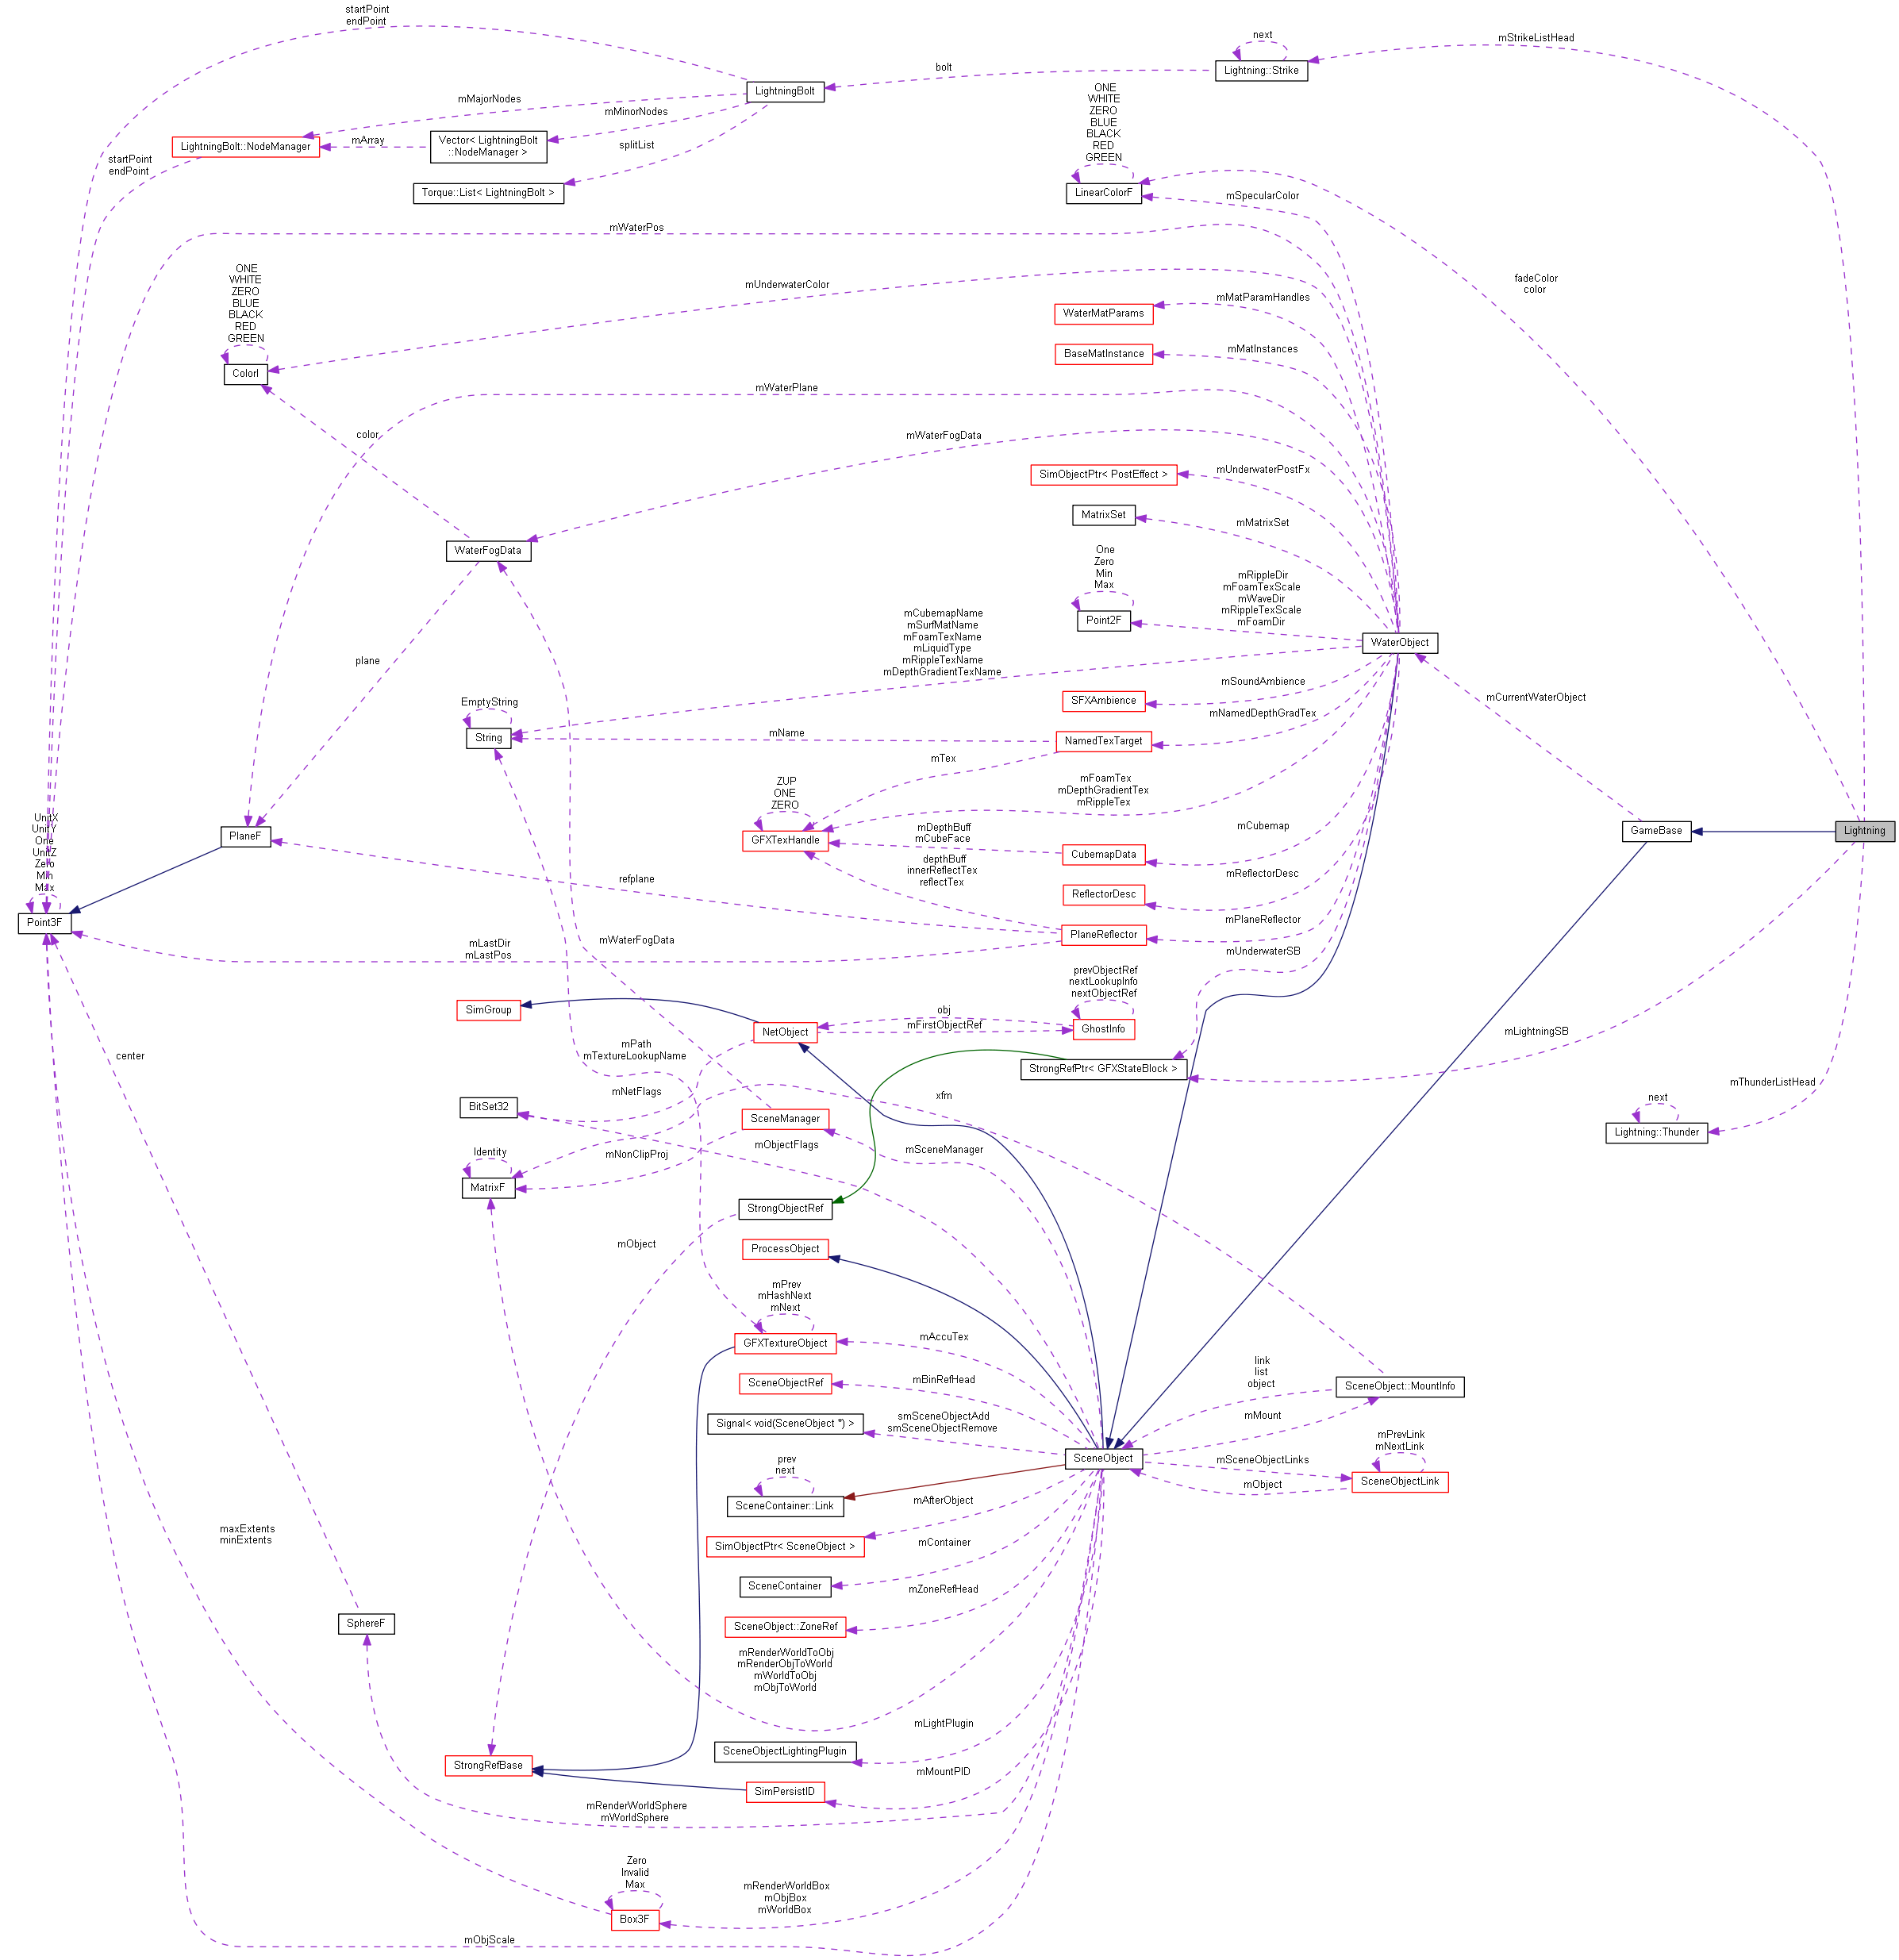 startPoint
endPoint
next
mStrikeListHead
bolt
Lightning::Strike
LightningBolt
ONE
WHITE
ZERO
BLUE
BLACK
RED
GREEN
mMajorNodes
mMinorNodes
LightningBolt::NodeManager
mArray
Vector< LightningBolt
::NodeManager >
splitList
startPoint
endPoint
Torque::List< LightningBolt >
LinearColorF
mSpecularColor
mWaterPos
ONE
WHITE
ZERO
BLUE
BLACK
RED
GREEN
mUnderwaterColor
fadeColor
color
mMatParamHandles
WaterMatParams
mMatInstances
BaseMatInstance
ColorI
mWaterPlane
color
mWaterFogData
mUnderwaterPostFx
SimObjectPtr< PostEffect >
MatrixSet
mMatrixSet
WaterFogData
One
Zero
Min
Max
mRippleDir
mFoamTexScale
mWaveDir
mRippleTexScale
mFoamDir
Point2F
mCubemapName
mSurfMatName
mFoamTexName
mLiquidType
mRippleTexName
mDepthGradientTexName
WaterObject
plane
mSoundAmbience
SFXAmbience
mCurrentWaterObject
EmptyString
String
mName
NamedTexTarget
mNamedDepthGradTex
mTex
ZUP
ONE
ZERO
mFoamTex
mDepthGradientTex
mRippleTex
UnitX
UnitY
One
UnitZ
Zero
Min
Max
PlaneF
GFXTexHandle
mDepthBuff
mCubeFace
mCubemap
GameBase
Lightning
CubemapData
depthBuff
innerReflectTex
reflectTex
refplane
ReflectorDesc
mReflectorDesc
Point3F
PlaneReflector
mPlaneReflector
mLastDir
mLastPos
mWaterFogData
mUnderwaterSB
prevObjectRef
nextLookupInfo
nextObjectRef
SimGroup
obj
NetObject
mFirstObjectRef
GhostInfo
mLightningSB
center
mPath
mTextureLookupName
StrongRefPtr< GFXStateBlock >
mNetFlags
xfm
mThunderListHead
next
BitSet32
SceneManager
Lightning::Thunder
mObjectFlags
mSceneManager
Identity
mNonClipProj
MatrixF
StrongObjectRef
mObject
ProcessObject
mPrev
mHashNext
mNext
GFXTextureObject
mAccuTex
SceneObjectRef
mBinRefHead
link
list
object
SceneObject::MountInfo
Signal< void(SceneObject *) >
smSceneObjectAdd
smSceneObjectRemove
mMount
SceneObject
mPrevLink
mNextLink
mSceneObjectLinks
SceneObjectLink
mObject
prev
next
SceneContainer::Link
mAfterObject
maxExtents
minExtents
SimObjectPtr< SceneObject >
mContainer
SceneContainer
mZoneRefHead
SphereF
SceneObject::ZoneRef
mRenderWorldToObj
mRenderObjToWorld
mWorldToObj
mObjToWorld
mLightPlugin
SceneObjectLightingPlugin
StrongRefBase
mMountPID
SimPersistID
mRenderWorldSphere
mWorldSphere
Zero
Invalid
Max
mRenderWorldBox
mObjBox
mWorldBox
Box3F
mObjScale